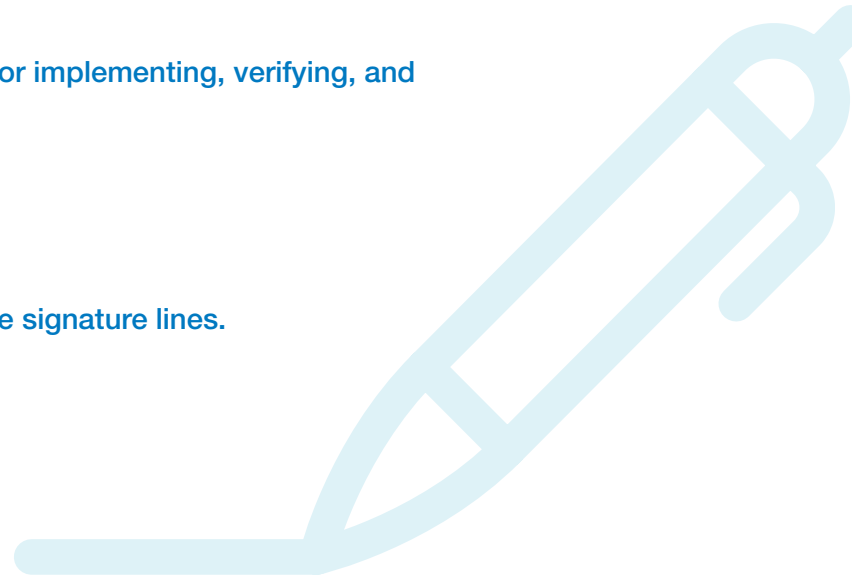 or implementing, verifying, and
e signature lines.